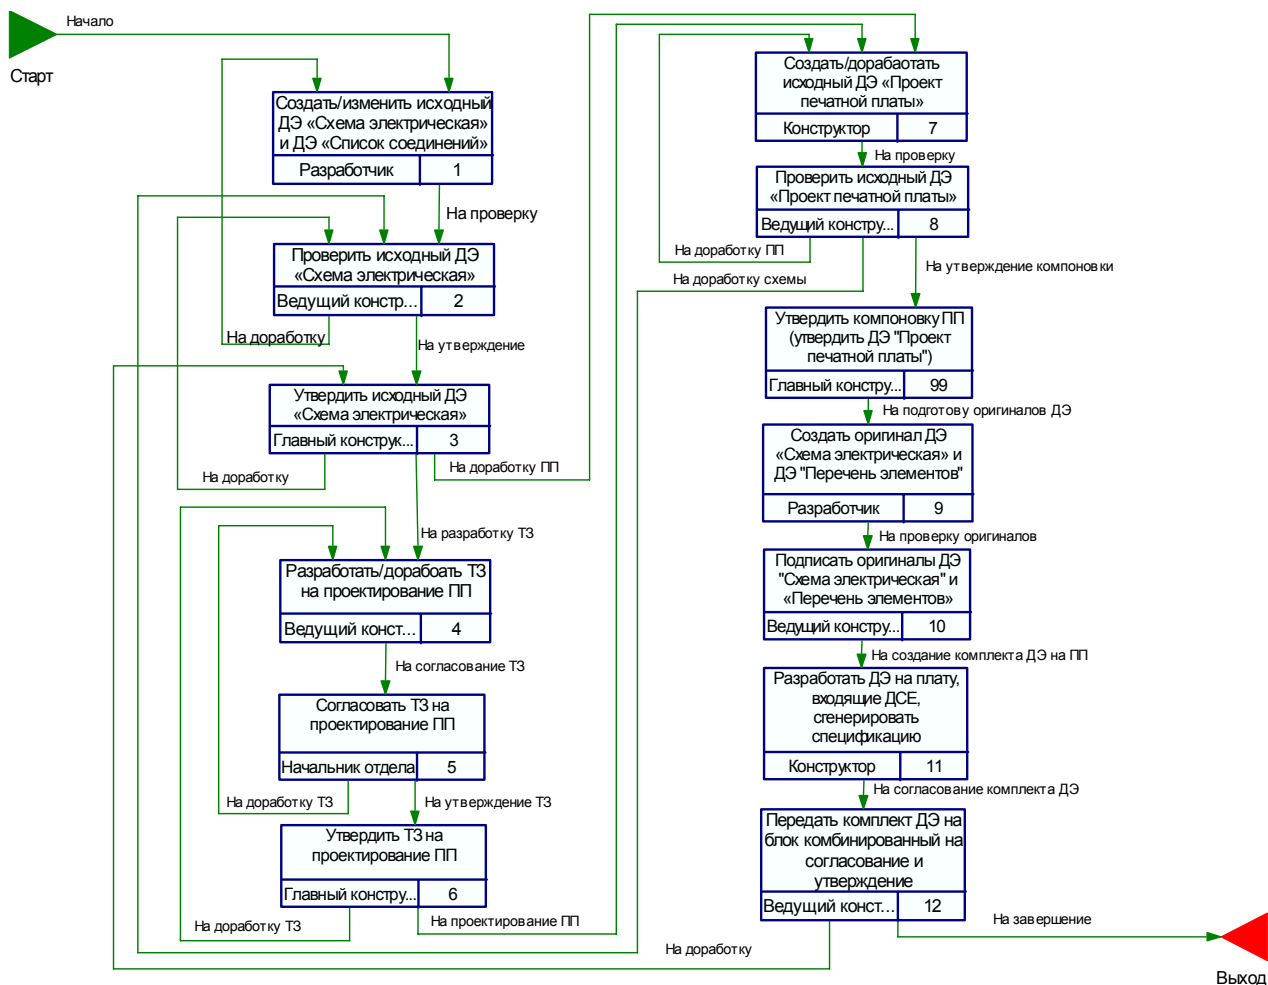 Начало
Старт
Создать/изменить исходный
ДЭ «Схема электрическая»
и ДЭ «Список соединений»
Разработчик
1
На проверку
Проверить исходный ДЭ
«Схема электрическая»
Ведущий констр...
2
На доработку
На утверждение
Утвердить исходный ДЭ
«Схема электрическая»
Главный конструк...
3
На доработку
На доработку ПП
На разработку ТЗ
Разработать/дорабоать ТЗ
на проектирование ПП
Ведущий конст...
4
На согласование ТЗ
Согласовать ТЗ на
проектирование ПП
Начальник отдела
5
На доработку ТЗ
На утверждение ТЗ
Утвердить ТЗ на
проектирование ПП
Главный констру...
6
На доработку ТЗ
На проектирование ПП
Создать/дорабаотать
исходный ДЭ «Проект
печатной платы»
Конструктор
7
На проверку
Проверить исходный ДЭ
«Проект печатной платы»
Ведущий констру...
8
На доработку ПП
На доработку схемы
На утверждение компоновки
Утвердить компоновку ПП
(утвердить ДЭ "Проект
печатной платы")
Главный констру...
99
На подготову оригиналов ДЭ
Создать оригинал ДЭ
«Схема электрическая» и
ДЭ "Перечень элементов"
Разработчик
9
На проверку оригиналов
Подписать оригиналы ДЭ
"Схема электрическая" и
«Перечень элементов»
Ведущий констру...
10
На создание комплекта ДЭ на ПП
Разработать ДЭ на плату,
входящие ДСЕ,
сгенерировать
спецификацию
Конструктор
11
На согласование комплекта ДЭ
Передать комплект ДЭ на
блок комбинированный на
согласование и
утверждение
Ведущий конст...
12
На доработку
На завершение
Выход